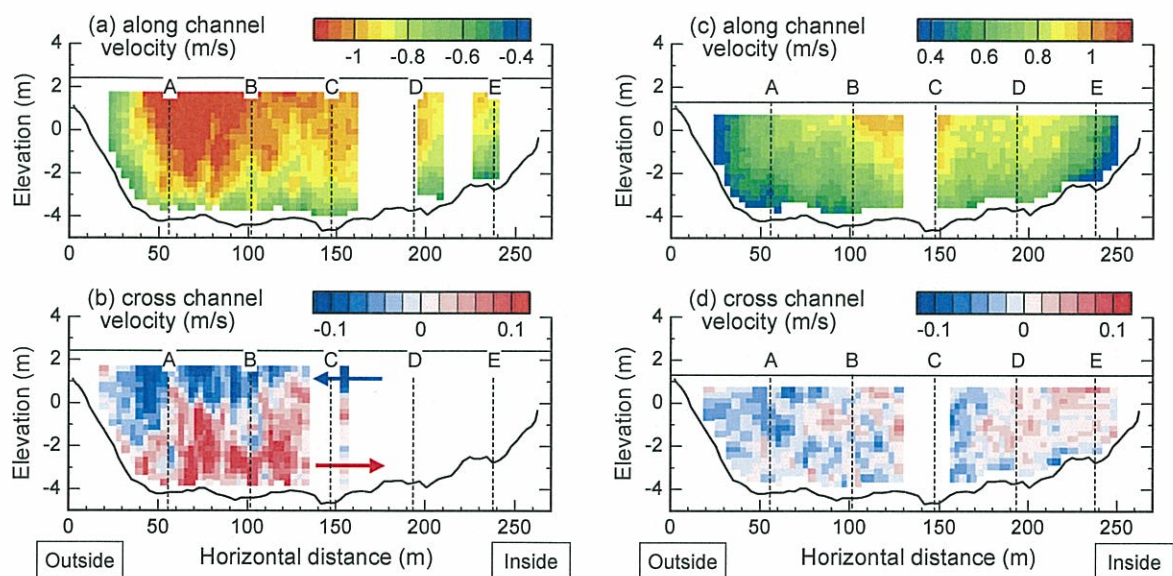 (a) along channel velocity (m/s)
-1 -0.8 -0.6 -0.4
Elevation (m)
4 2 0 -2 -4
A B C D E
0 50 100 150 200 250
(c) along channel velocity (m/s)
0.4 0.6 0.8 1
Elevation (m)
4 2 0 -2 -4
A B C D E
0 50 100 150 200 250
(b) cross channel velocity (m/s)
-0.1 0 0.1
Elevation (m)
4 2 0 -2 -4
A B C D E
0 50 100 150 200 250
Outside
Horizontal distance (m)
Inside
(d) cross channel velocity (m/s)
-0.1 0 0.1
Elevation (m)
4 2 0 -2 -4
A B C D E
0 50 100 150 200 250
Outside
Horizontal distance (m)
Inside